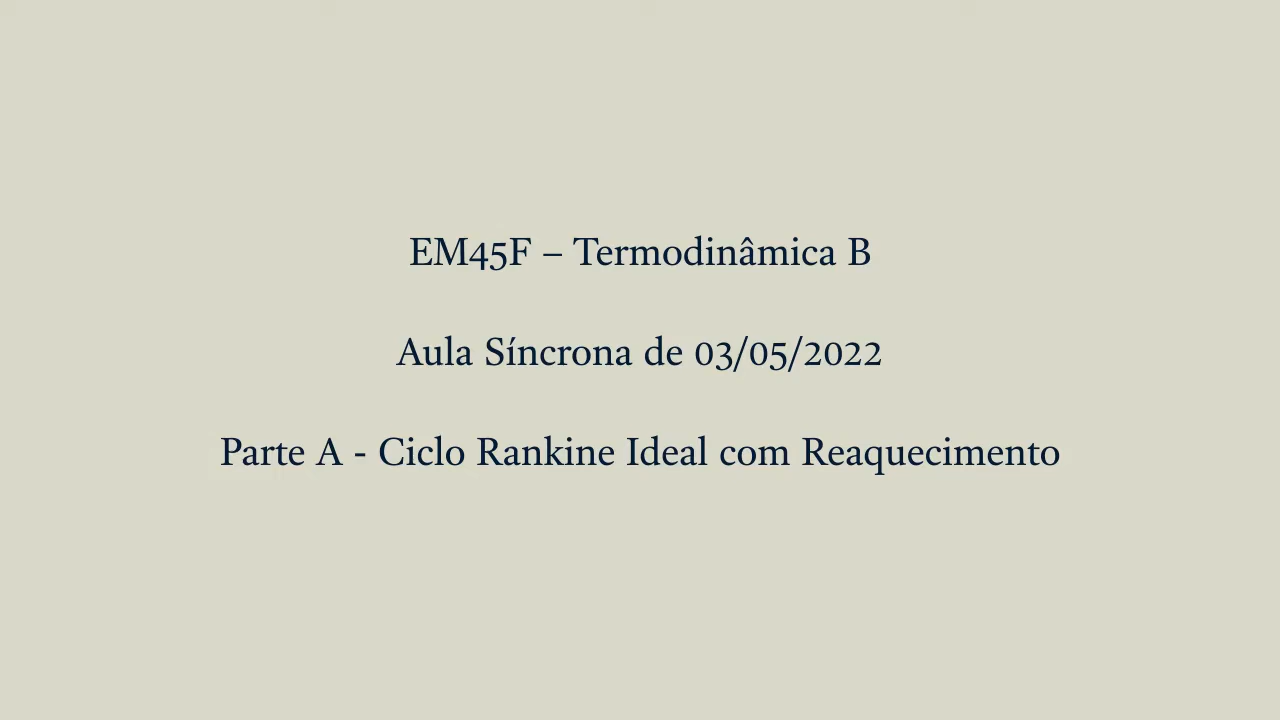 EM45F – Termodinâmica B
Aula Síncrona de 03/05/2022
Parte A - Ciclo Rankine Ideal com Reaquecimento